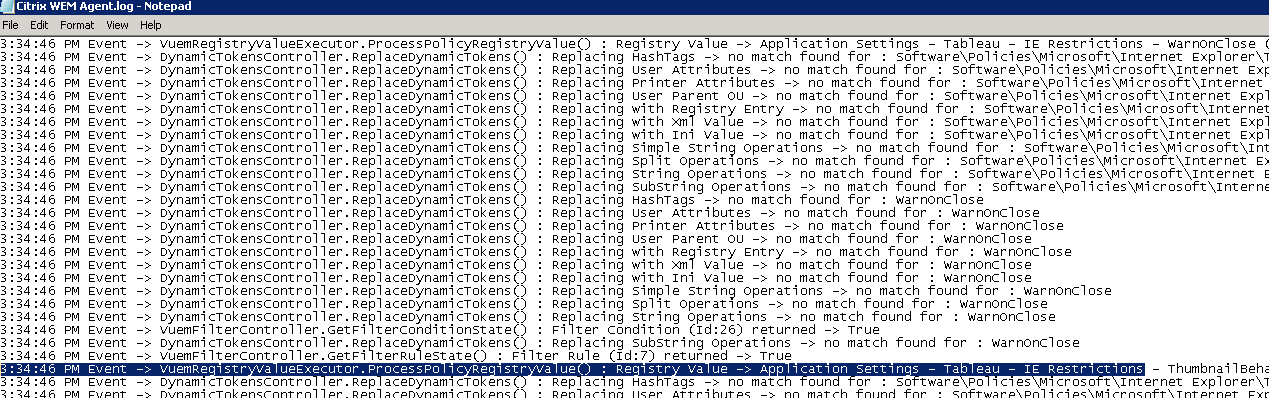 Citrix WEM Agent.log - Notepad
File Edit Format View Help
3:34:46 PM Event -> VuemRegistryValueExecutor.ProcessPolicyRegistryValue() : Registry Value -> Application Settings - Tableau - IE Restrictions - WarnOnClose (
3:34:46 PM Event -> DynamicTokensController.ReplaceDynamicTokens() : Replacing HashTags -> no match found for : Software\Policies\Microsoft\Internet Explorer\T
3:34:46 PM Event -> DynamicTokensController.ReplaceDynamicTokens() : Replacing User Attributes -> no match found for : Software\Policies\Microsoft\Internet Expl
3:34:46 PM Event -> DynamicTokensController.ReplaceDynamicTokens() : Replacing Printer Attributes -> no match found for : Software\Policies\Microsoft\Internet
3:34:46 PM Event -> DynamicTokensController.ReplaceDynamicTokens() : Replacing User Parent OU -> no match found for : Software\Policies\Microsoft\Internet Expl
3:34:46 PM Event -> DynamicTokensController.ReplaceDynamicTokens() : Replacing with Registry Entry -> no match found for : Software\Policies\Microsoft\Internet
3:34:46 PM Event -> DynamicTokensController.ReplaceDynamicTokens() : Replacing with Xml Value -> no match found for : Software\Policies\Microsoft\Internet Expl
3:34:46 PM Event -> DynamicTokensController.ReplaceDynamicTokens() : Replacing with Ini Value -> no match found for : Software\Policies\Microsoft\Internet Expl
3:34:46 PM Event -> DynamicTokensController.ReplaceDynamicTokens() : Replacing Simple String Operations -> no match found for : Software\Policies\Microsoft\Int
3:34:46 PM Event -> DynamicTokensController.ReplaceDynamicTokens() : Replacing Split Operations -> no match found for : Software\Policies\Microsoft\Internet Ex
3:34:46 PM Event -> DynamicTokensController.ReplaceDynamicTokens() : Replacing String Operations -> no match found for : Software\Policies\Microsoft\Internet E
3:34:46 PM Event -> DynamicTokensController.ReplaceDynamicTokens() : Replacing SubString Operations -> no match found for : Software\Policies\Microsoft\Interne
3:34:46 PM Event -> DynamicTokensController.ReplaceDynamicTokens() : Replacing HashTags -> no match found for : WarnOnClose
3:34:46 PM Event -> DynamicTokensController.ReplaceDynamicTokens() : Replacing User Attributes -> no match found for : WarnOnClose
3:34:46 PM Event -> DynamicTokensController.ReplaceDynamicTokens() : Replacing Printer Attributes -> no match found for : WarnOnClose
3:34:46 PM Event -> DynamicTokensController.ReplaceDynamicTokens() : Replacing User Parent OU -> no match found for : WarnOnClose
3:34:46 PM Event -> DynamicTokensController.ReplaceDynamicTokens() : Replacing with Registry Entry -> no match found for : WarnOnClose
3:34:46 PM Event -> DynamicTokensController.ReplaceDynamicTokens() : Replacing with Xml Value -> no match found for : WarnOnClose
3:34:46 PM Event -> DynamicTokensController.ReplaceDynamicTokens() : Replacing with Ini Value -> no match found for : WarnOnClose
3:34:46 PM Event -> DynamicTokensController.ReplaceDynamicTokens() : Replacing Simple String Operations -> no match found for : WarnOnClose
3:34:46 PM Event -> DynamicTokensController.ReplaceDynamicTokens() : Replacing Split Operations -> no match found for : WarnOnClose
3:34:46 PM Event -> DynamicTokensController.ReplaceDynamicTokens() : Replacing String Operations -> no match found for : WarnOnClose
3:34:46 PM Event -> VuemFilterController.GetFilterConditionState() : Filter Condition (Id:26) returned -> True
3:34:46 PM Event -> DynamicTokensController.ReplaceDynamicTokens() : Replacing SubString Operations -> no match found for : WarnOnClose
3:34:46 PM Event -> VuemFilterController.GetFilterRuleState() : Filter Rule (Id:7) returned -> True
3:34:46 PM Event -> VuemRegistryValueExecutor.ProcessPolicyRegistryValue() : Registry Value -> Application Settings - Tableau - IE Restrictions - ThumbnailBeha
3:34:46 PM Event -> DynamicTokensController.ReplaceDynamicTokens() : Replacing HashTags -> no match found for : Software\Policies\Microsoft\Internet Explorer\T
3:34:46 PM Event -> DynamicTokensController.ReplaceDynamicTokens() : Replacing User Attributes -> no match found for : Software\Policies\Microsoft\Internet Exp